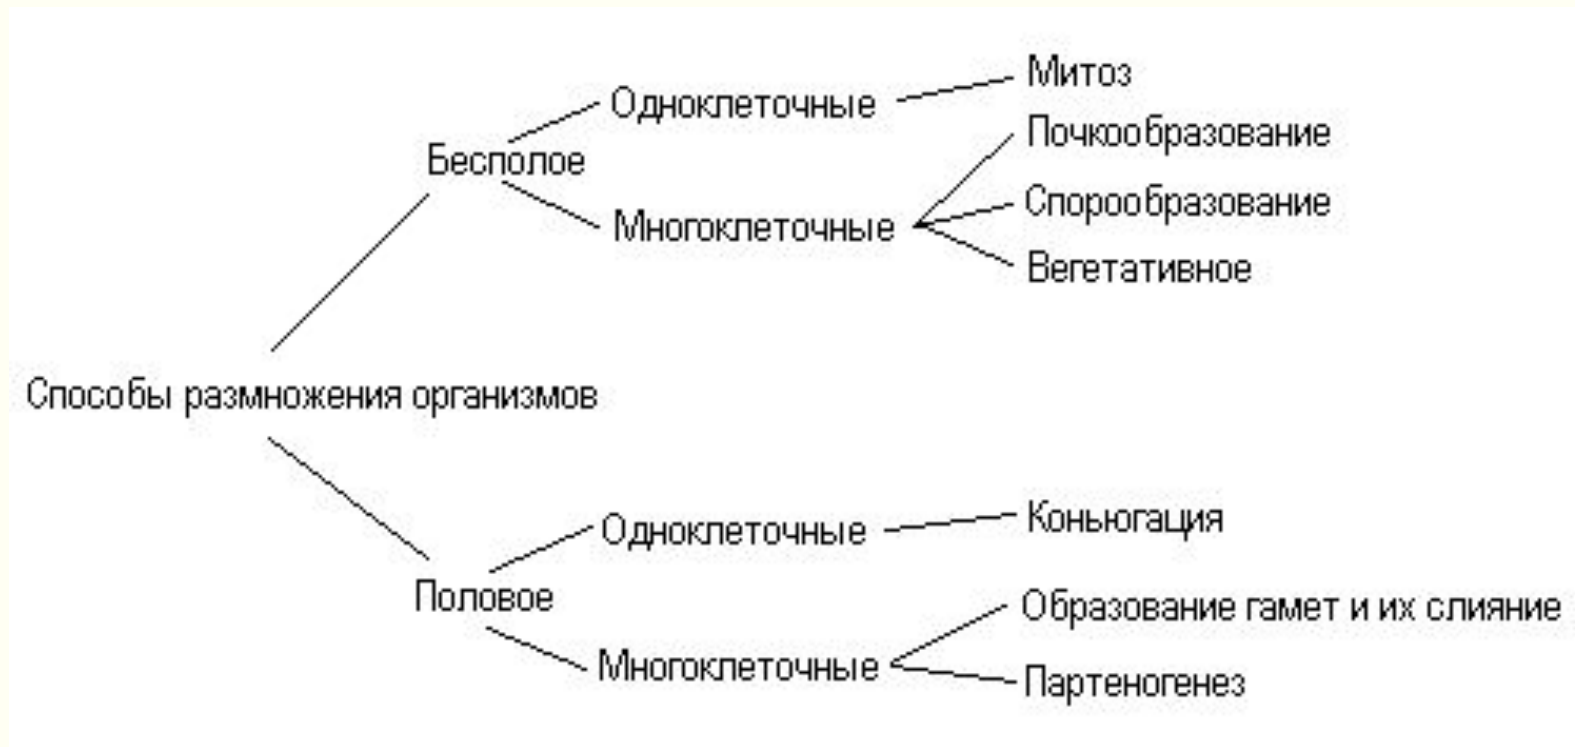 Митоз
Одноклеточные
Почкообразование
Бесполое
Спорообразование
Многоклеточные
Вегетативное
Способы размножения организмов
Одноклеточные
Коньюгация
Половое
Образование гамет и их слияние
Многоклеточные
Партеногенез